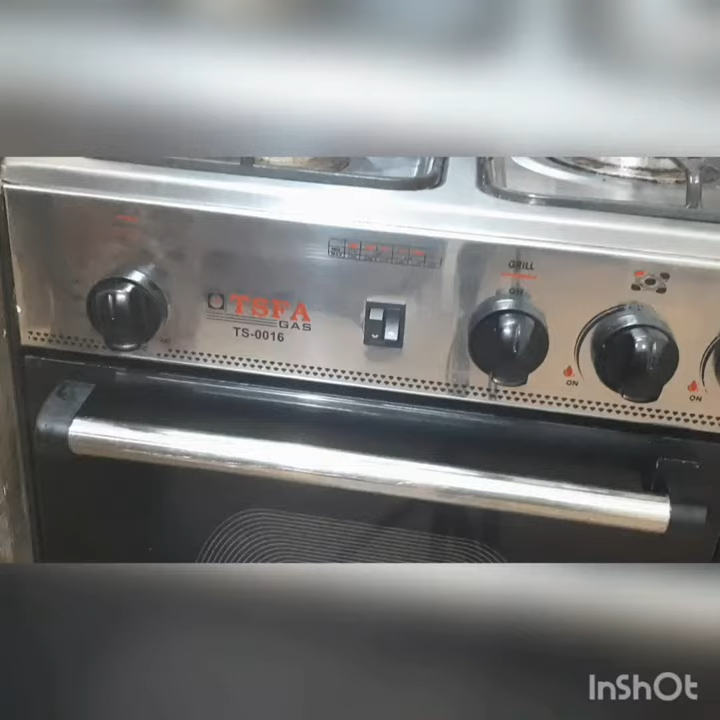 GRILL
TSFA
GAS
TS-0016
ON
ON
InShOt